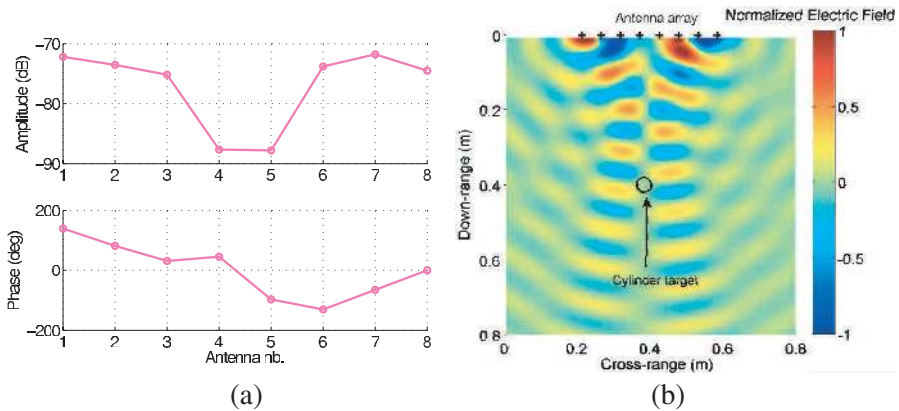 −70
−80
−90
Amplitude (dB)
1 2 3 4 5 6 7 8
200
0
−200
Phase (deg)
1 2 3 4 5 6 7 8
Antenna nb.
(a)
Antenna array
Normalized Electric Field
0
0.2
0.4
0.6
0.8
Down-range (m)
Cylinder target
0 0.2 0.4 0.6 0.8
Cross-range (m)
1
0.5
0
-0.5
-1
(b)